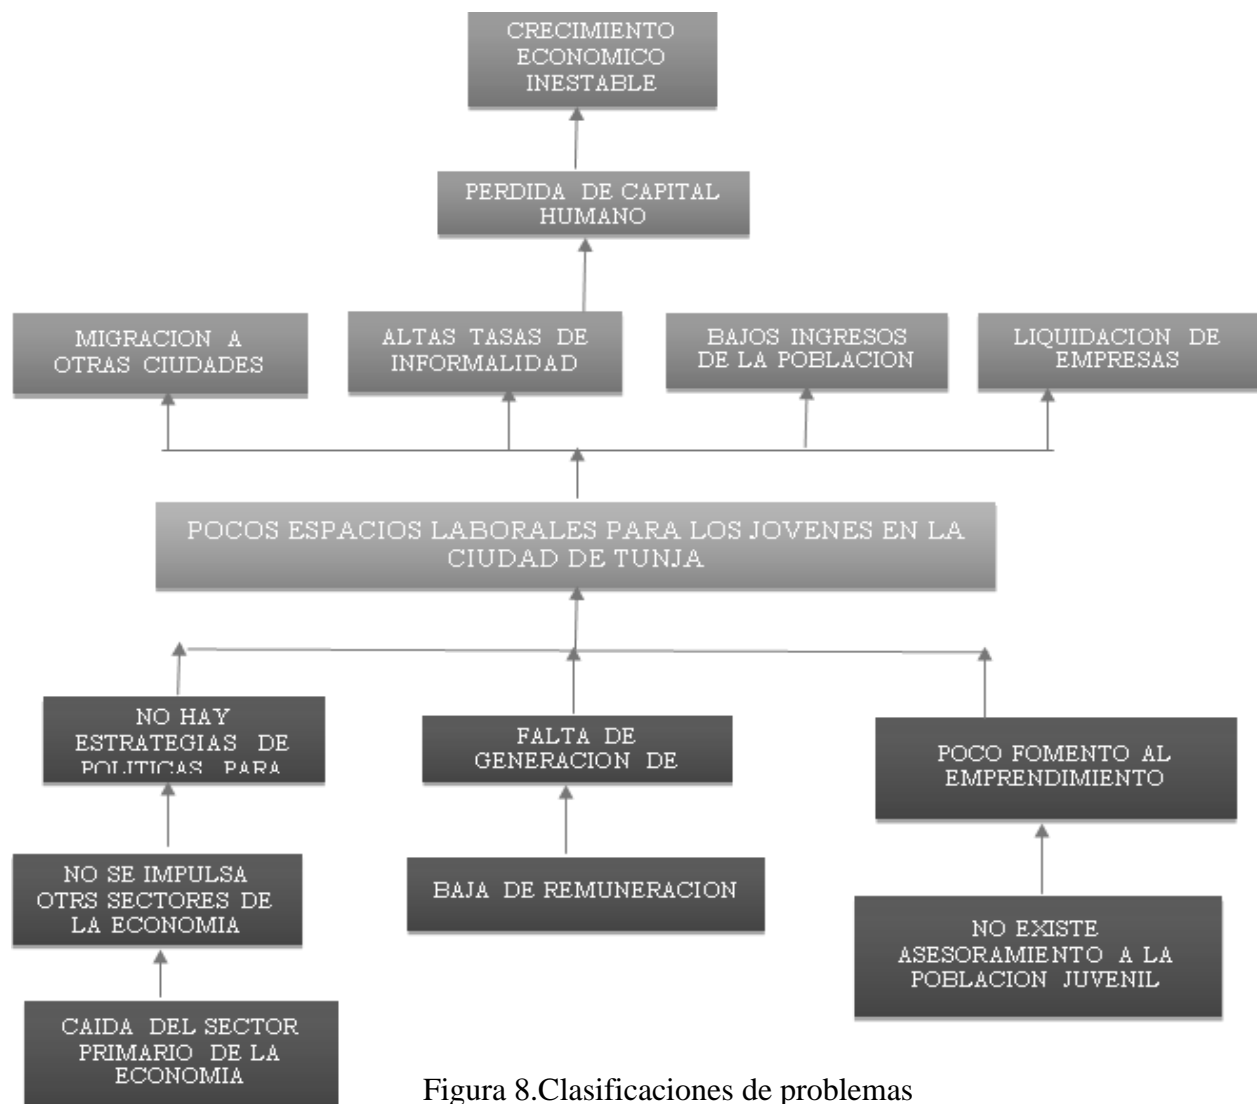 CRECIMIENTO
ECONOMICO
INESTABLE
PERDIDA DE CAPITAL
HUMANO
MIGRACION A
OTRAS CIUDADES
ALTAS TASAS DE
INFORMALIDAD
BAJOS INGRESOS
DE LA POBLACION
LIQUIDACION DE
EMPRESAS
POCOS ESPACIOS LABORALES PARA LOS JOVENES EN LA
CIUDAD DE TUNJA
NO HAY
ESTRATEGIAS DE
POLITICAS PARA
FALTA DE
GENERACION DE
POCO FOMENTO AL
EMPRENDIMIENTO
NO SE IMPULSA
OTRS SECTORES DE
LA ECONOMIA
BAJA DE REMUNERACION
NO EXISTE
ASESORAMIENTO A LA
POBLACION JUVENIL
CAIDA DEL SECTOR
PRIMARIO DE LA
ECONOMIA
Figura 8.Clasificaciones de problemas